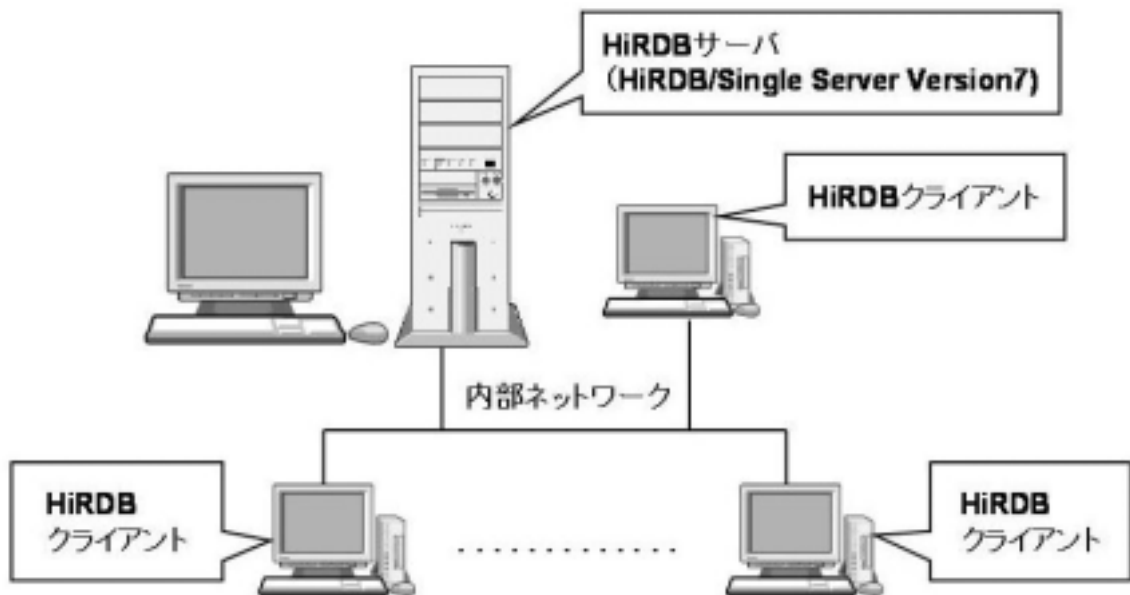 HiRDBサーバ
(HiRDB/Single Server Version7)
HiRDBクライアント
内部ネットワーク
HiRDB
クライアント
HiRDB
クライアント